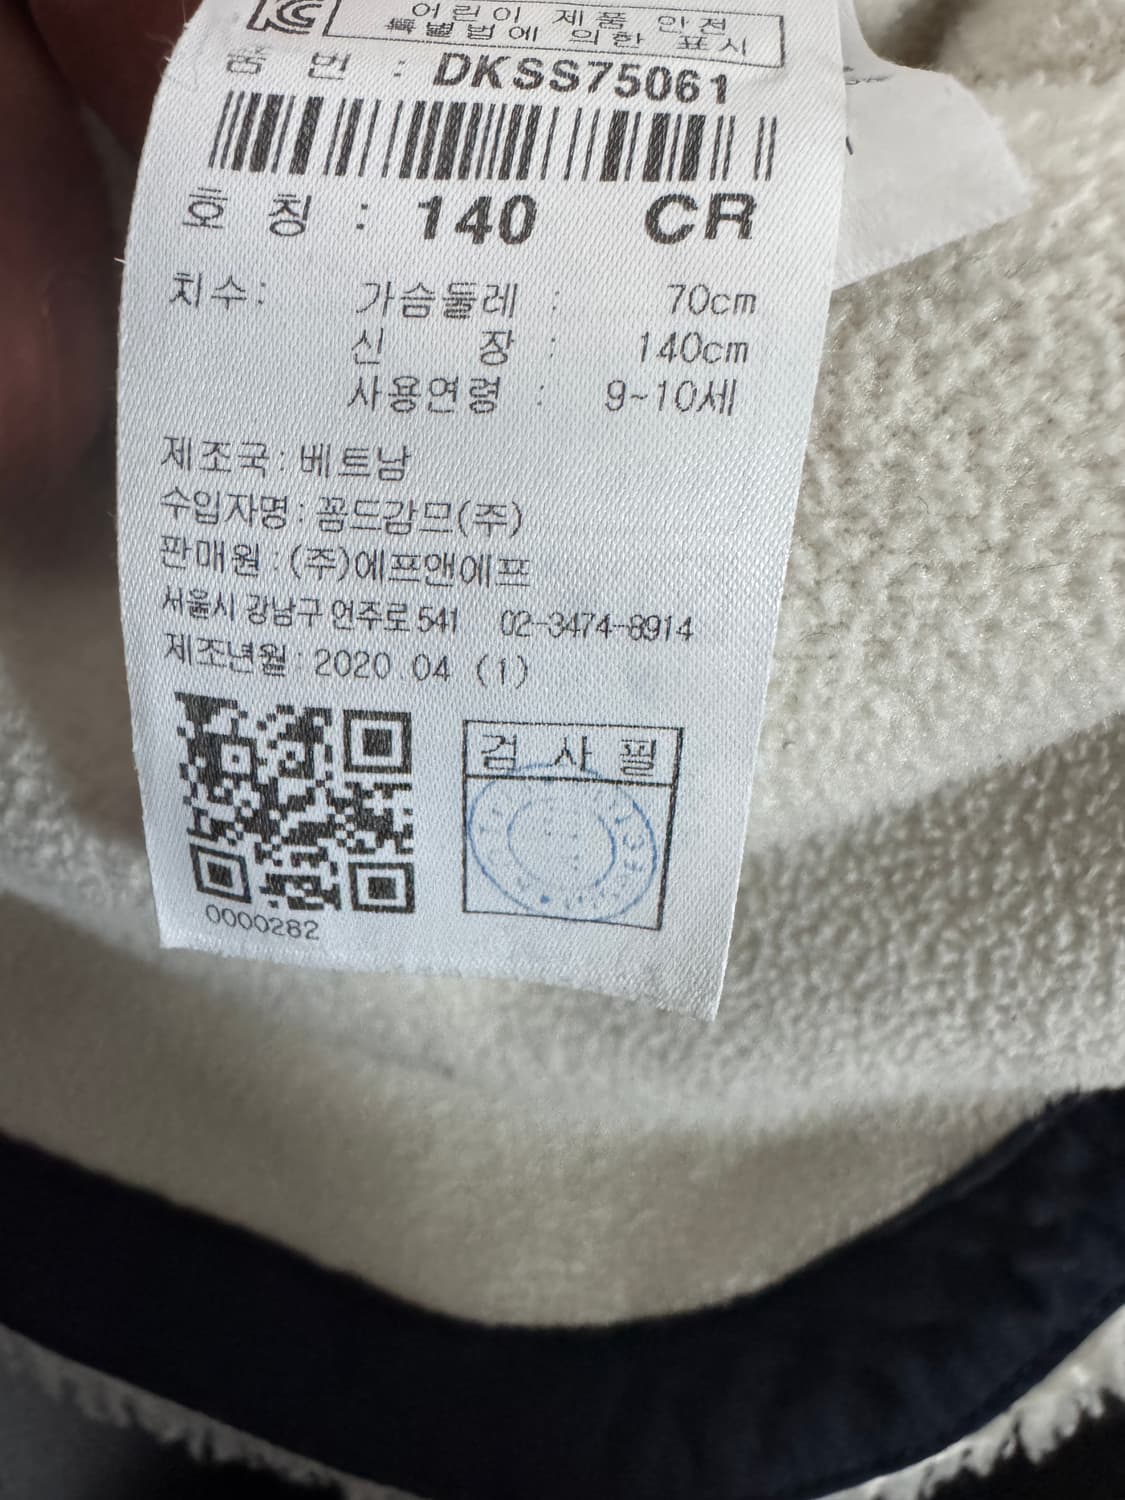 어린이 제품 안전
특별법에 의한 표시
품 번 : DKSS75061
호 칭 : 140 CR
치수: 가슴둘레 : 70cm
신 장 : 140cm
사용연령 : 9~10세
제조국: 베트남
수입자명: 꼼드감므(주)
판매원: (주)에프앤에프
서울시 강남구 언주로 541 02-3474-8914
제조년월: 2020.04 (1)
0000282
검 사 필